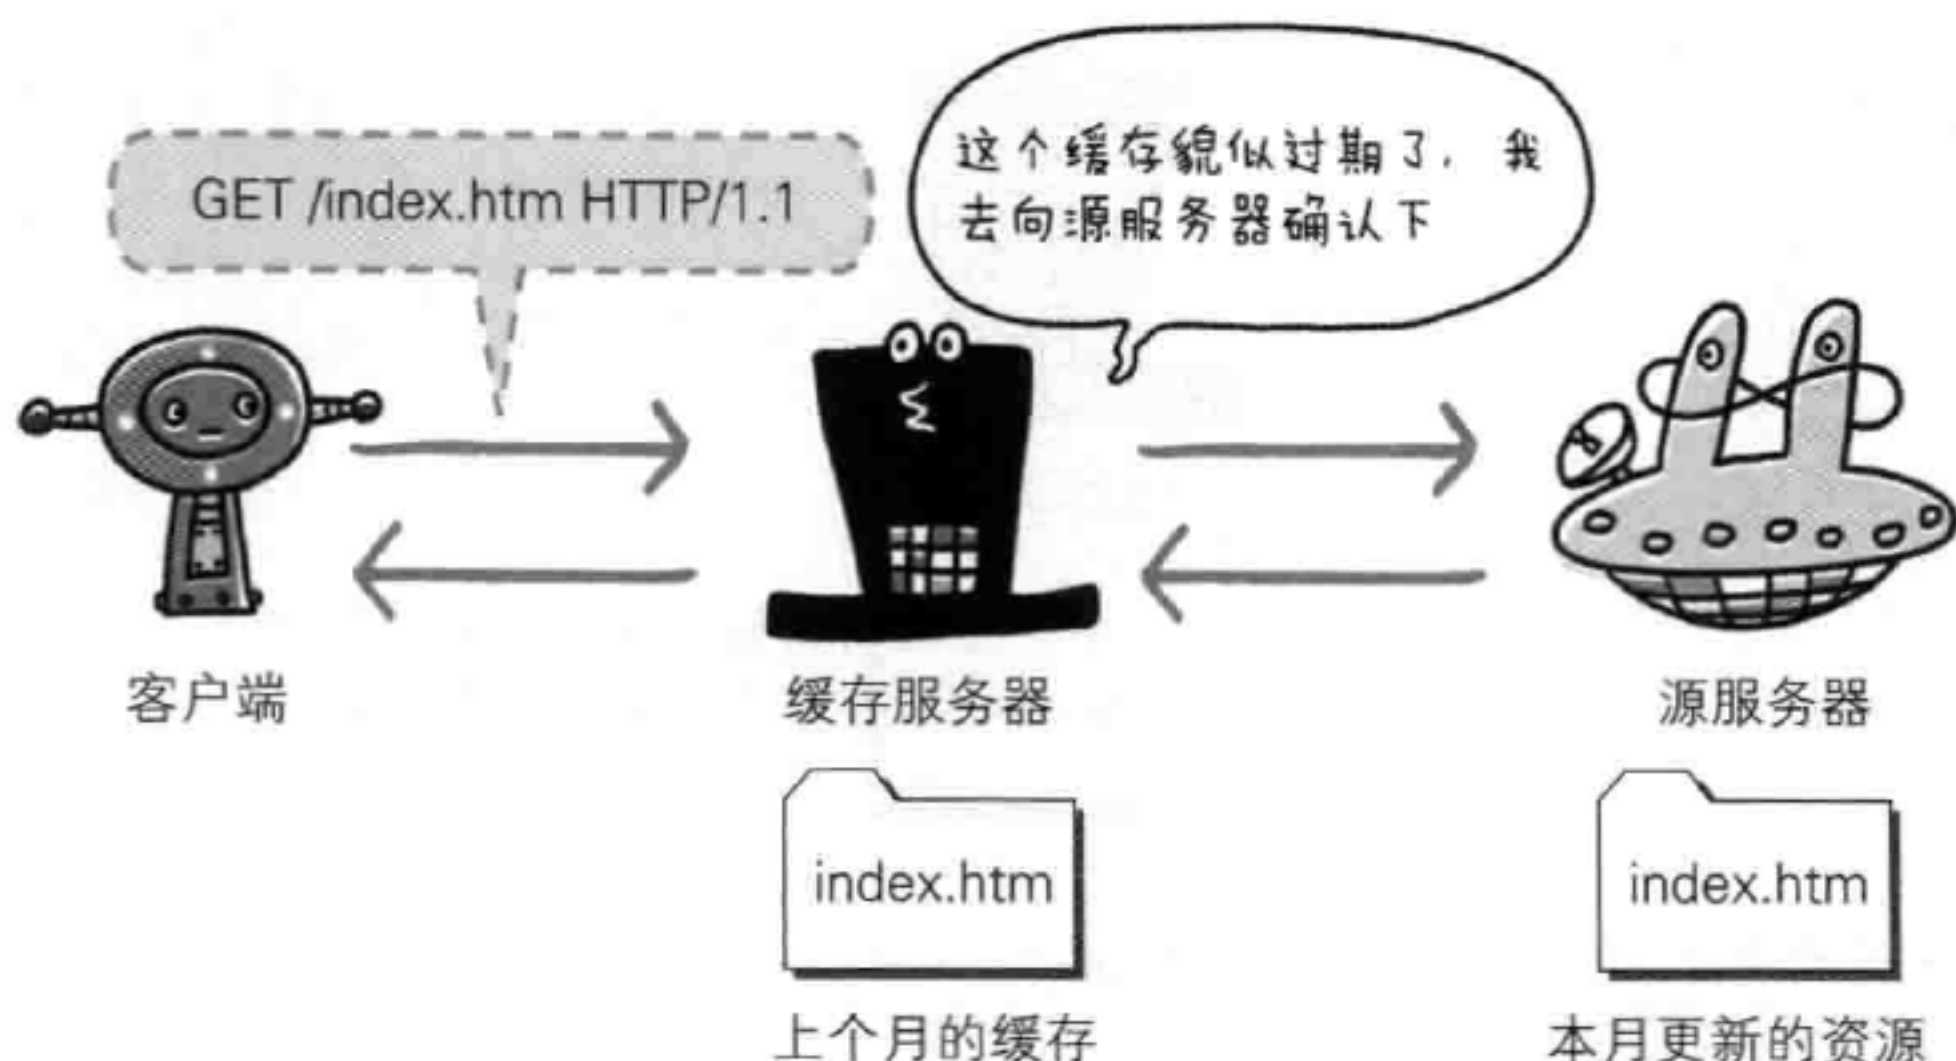 GET /index.htm HTTP/1.1
这个缓存貌似过期了，我
去向源服务器确认下
客户端
缓存服务器
源服务器
index.htm
index.htm
上个月的缓存
本月更新的资源